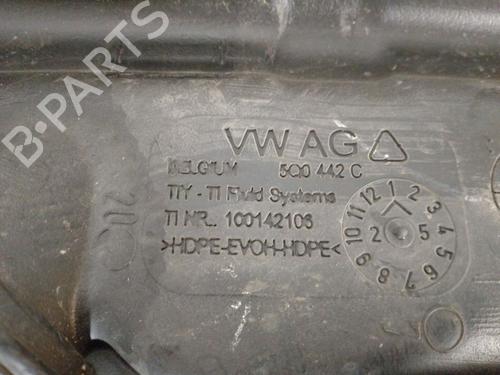 B-PARTS
VW AG
BELGIUM 5Q0 442 C
TIY - TI Fluid Systems
TI NR.. 100142106
>HDPE-EVOH-HDPE<
12 1 2 3 4 5 6 7 8 9 10 11
2 5